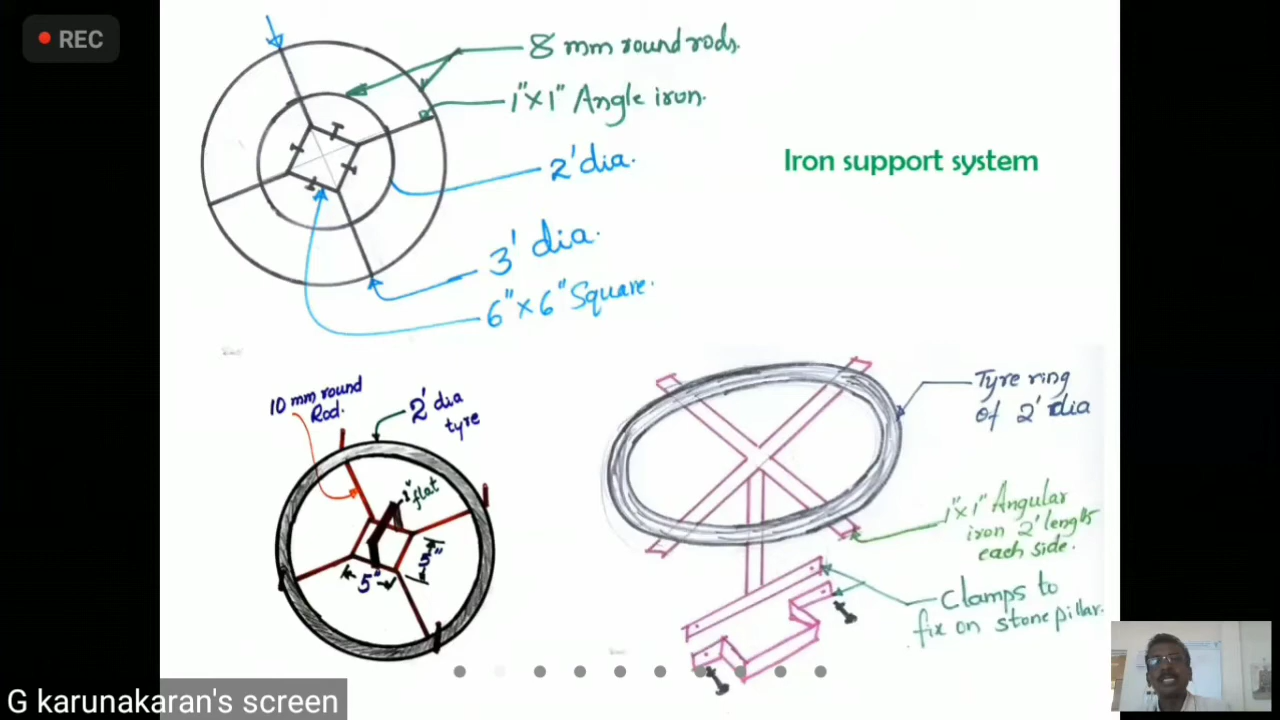 REC
8 mm round rods.
1"X1" Angle iron.
2' dia.
Iron support system
3' dia.
6"X6" Square.
10 mm round
Rod.
2' dia
tyre
1" flat
5"
5"
Tyre ring
of 2' dia
1"X1" Angular
iron 2' length
each side.
Clamps to
fix on stone pillar.
G karunakaran's screen